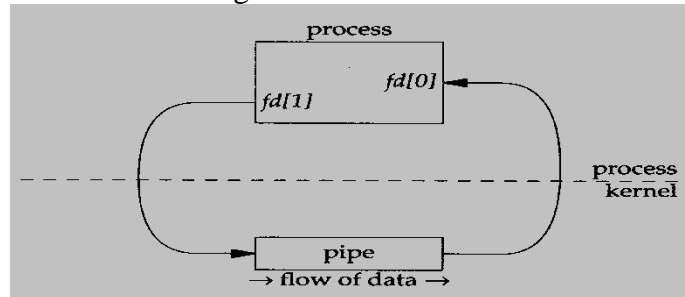 process
fd[0]
fd[1]
process
kernel
pipe
→ flow of data →